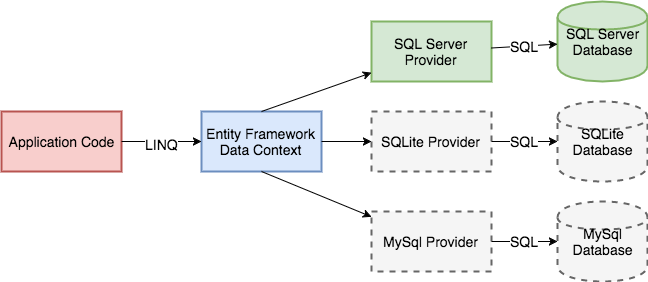 SQL Server
Provider
SQL
SQL Server
Database
Application Code
LINQ
Entity Framework
Data Context
SQLite Provider
SQL
SQLite
Database
MySql Provider
SQL
MySql
Database